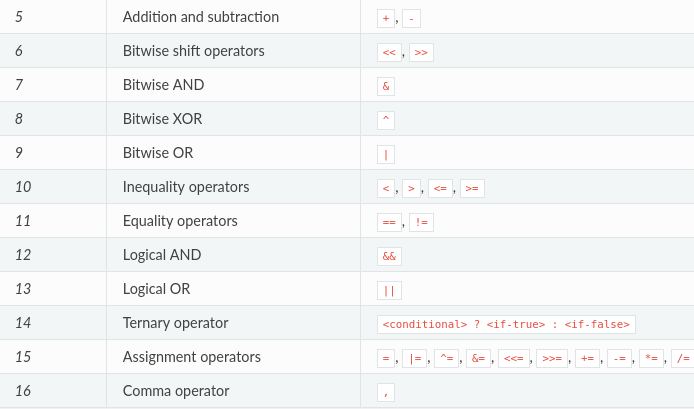 5 Addition and subtraction +, -
6 Bitwise shift operators <<, >>
7 Bitwise AND &
8 Bitwise XOR ^
9 Bitwise OR |
10 Inequality operators <, >, <=, >=
11 Equality operators ==, !=
12 Logical AND &&
13 Logical OR ||
14 Ternary operator <conditional> ? <if-true> : <if-false>
15 Assignment operators =, |=, ^=, &=, <<=, >>=, +=, -=, *=, /=
16 Comma operator ,